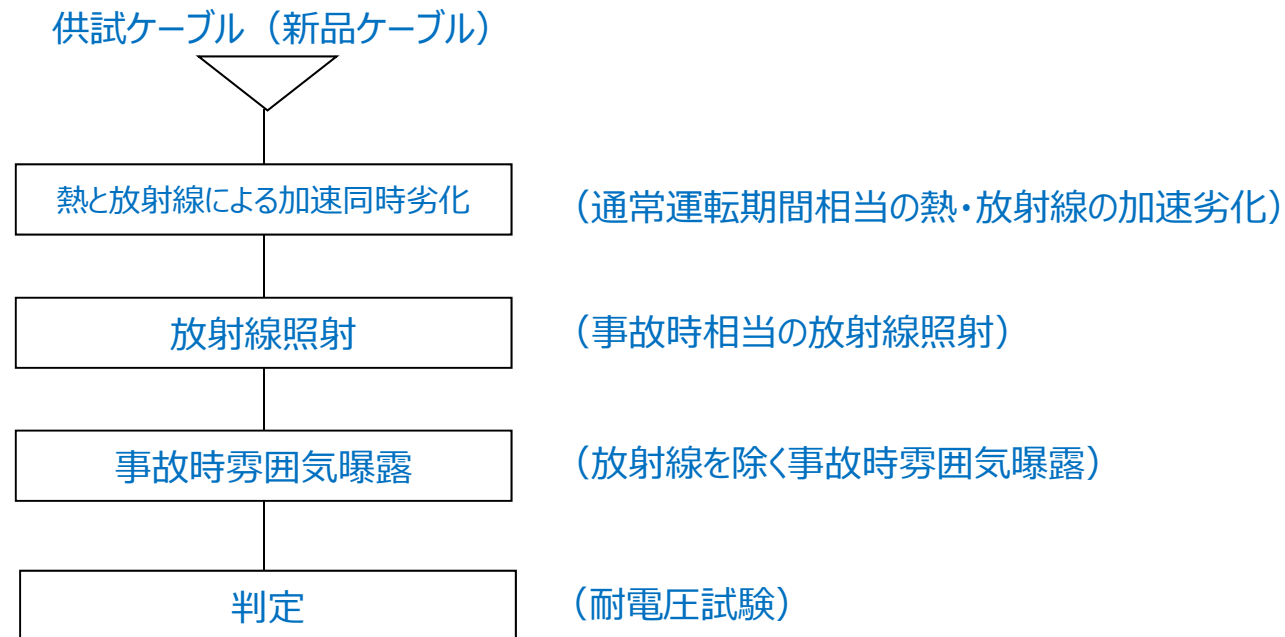 供試ケーブル（新品ケーブル）
熱と放射線による加速同時劣化
（通常運転期間相当の熱・放射線の加速劣化）
放射線照射
（事故時相当の放射線照射）
事故時雰囲気曝露
（放射線を除く事故時雰囲気曝露）
判定
（耐電圧試験）